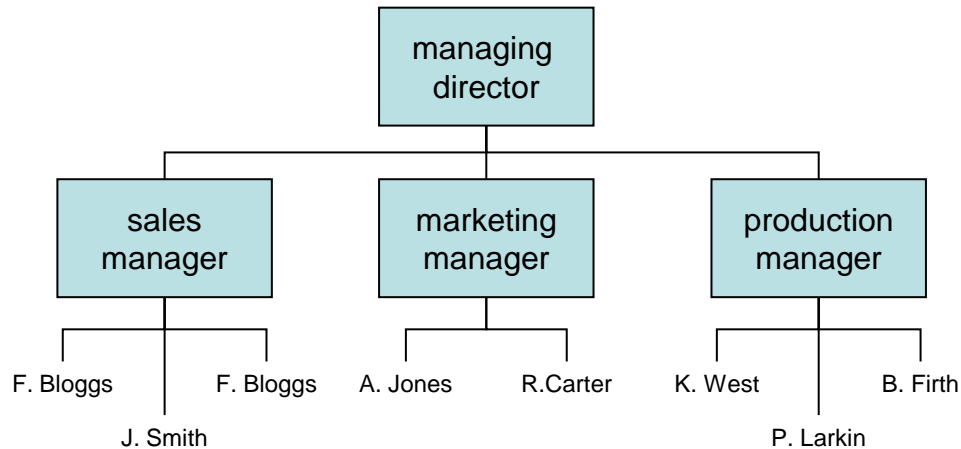 managing
director
sales
manager
marketing
manager
production
manager
F. Bloggs
F. Bloggs
A. Jones
R.Carter
K. West
B. Firth
J. Smith
P. Larkin